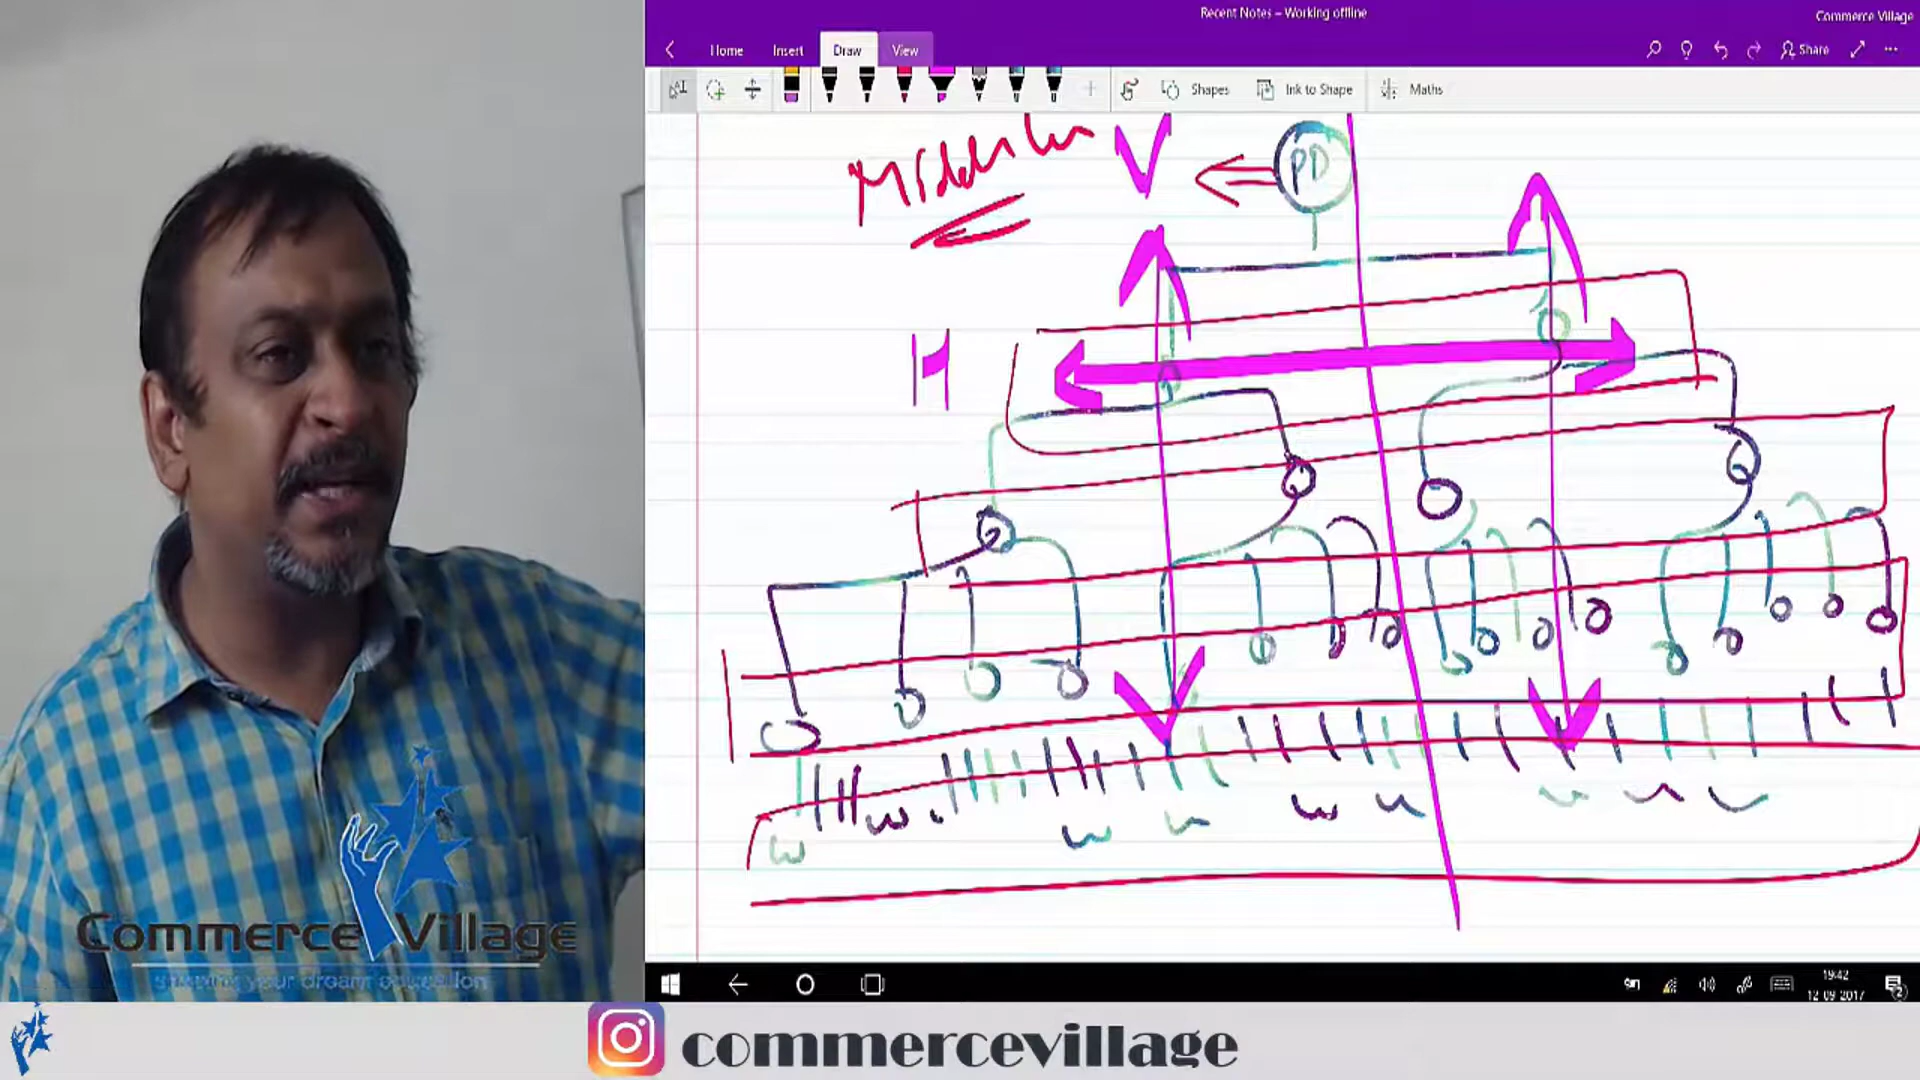 Recent Notes – Working offline
Commerce Village
Home Insert Draw View
Share
Shapes Ink to Shape Maths
V
PD
H
w w w w w
19:42
12-09-2017
Commerce Village
commercevillage